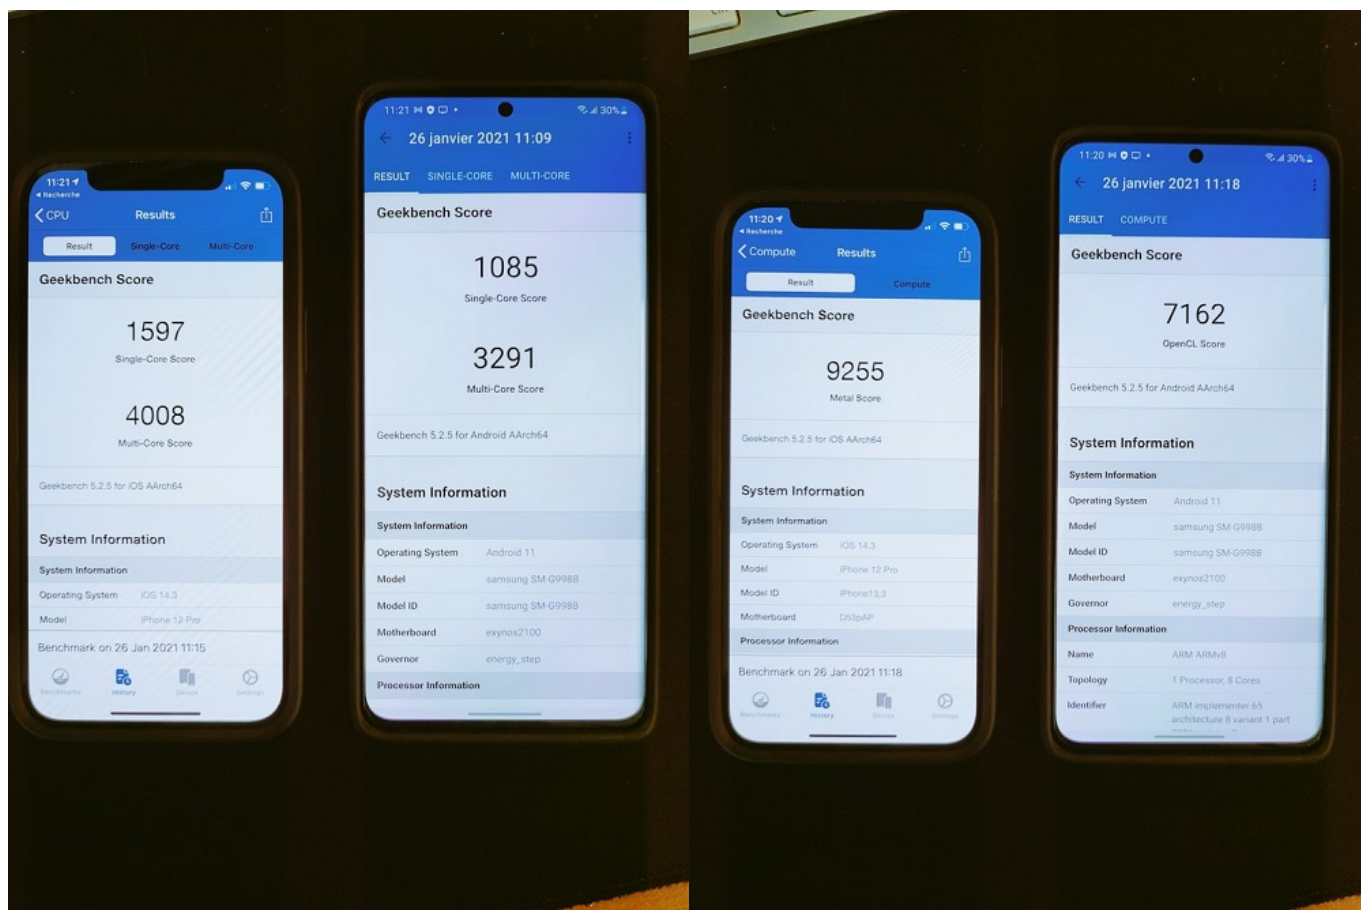 11:21
Recherche
CPU
Results
Result Single-Core Multi-Core
Geekbench Score
1597
Single-Core Score
4008
Multi-Core Score
Geekbench 5.2.5 for iOS AArch64
System Information
System Information
Operating System iOS 14.3
Model iPhone 12 Pro
Benchmark on 26 Jan 2021 11:15
Benchmarks History Device Settings
11:21 30%
26 janvier 2021 11:09
RESULT SINGLE-CORE MULTI-CORE
Geekbench Score
1085
Single-Core Score
3291
Multi-Core Score
Geekbench 5.2.5 for Android AArch64
System Information
System Information
Operating System Android 11
Model samsung SM-G998B
Model ID samsung SM-G998B
Motherboard exynos2100
Governor energy_step
Processor Information
11:20
Recherche
Compute Results
Result Compute
Geekbench Score
9255
Metal Score
Geekbench 5.2.5 for iOS AArch64
System Information
System Information
Operating System iOS 14.3
Model iPhone 12 Pro
Model ID iPhone13,3
Motherboard D53pAP
Processor Information
Benchmark on 26 Jan 2021 11:18
Benchmarks History Device Settings
11:20 30%
26 janvier 2021 11:18
RESULT COMPUTE
Geekbench Score
7162
OpenCL Score
Geekbench 5.2.5 for Android AArch64
System Information
System Information
Operating System Android 11
Model samsung SM-G998B
Model ID samsung SM-G998B
Motherboard exynos2100
Governor energy_step
Processor Information
Name ARM ARMv8
Topology 1 Processor, 8 Cores
Identifier ARM implementer 65
architecture 8 variant 1 part